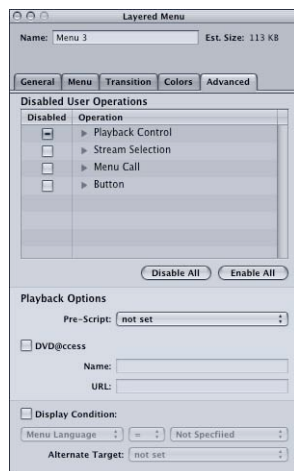 Layered Menu
Name: Menu 3 Est. Size: 113 KB
General Menu Transition Colors Advanced
Disabled User Operations
Disabled Operation
Playback Control
Stream Selection
Menu Call
Button
Disable All Enable All
Playback Options
Pre-Script: not set
DVD@ccess
Name:
URL:
Display Condition:
Menu Language = Not Specfiied
Alternate Target: not set